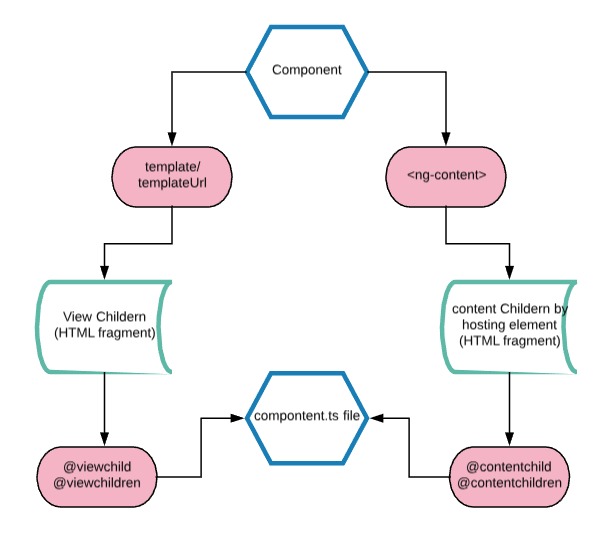 Component
template/
templateUrl
<ng-content>
View Childern
(HTML fragment)
content Childern by
hosting element
(HTML fragment)
compontent.ts file
@viewchild
@viewchildren
@contentchild
@contentchildren